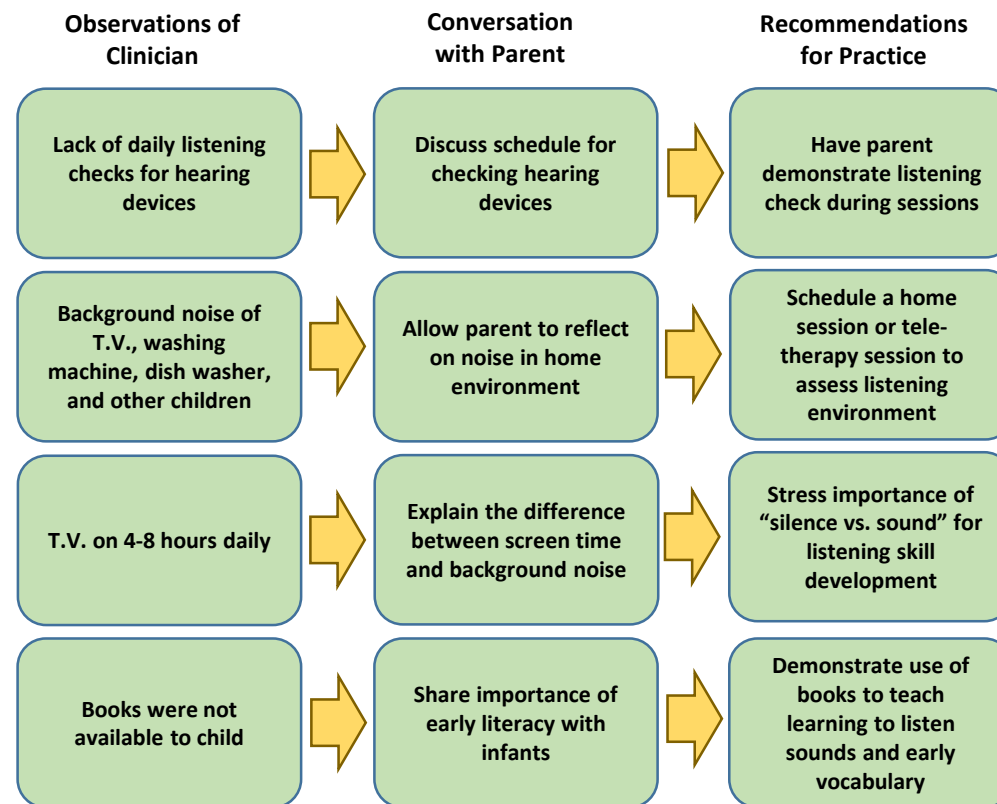 Observations of
Clinician
Conversation
with Parent
Recommendations
for Practice
Lack of daily listening
checks for hearing
devices
Discuss schedule for
checking hearing
devices
Have parent
demonstrate listening
check during sessions
Background noise of
T.V., washing
machine, dish washer,
and other children
Allow parent to reflect
on noise in home
environment
Schedule a home
session or tele-
therapy session to
assess listening
environment
T.V. on 4-8 hours daily
Explain the difference
between screen time
and background noise
Stress importance of
“silence vs. sound” for
listening skill
development
Books were not
available to child
Share importance of
early literacy with
infants
Demonstrate use of
books to teach
learning to listen
sounds and early
vocabulary